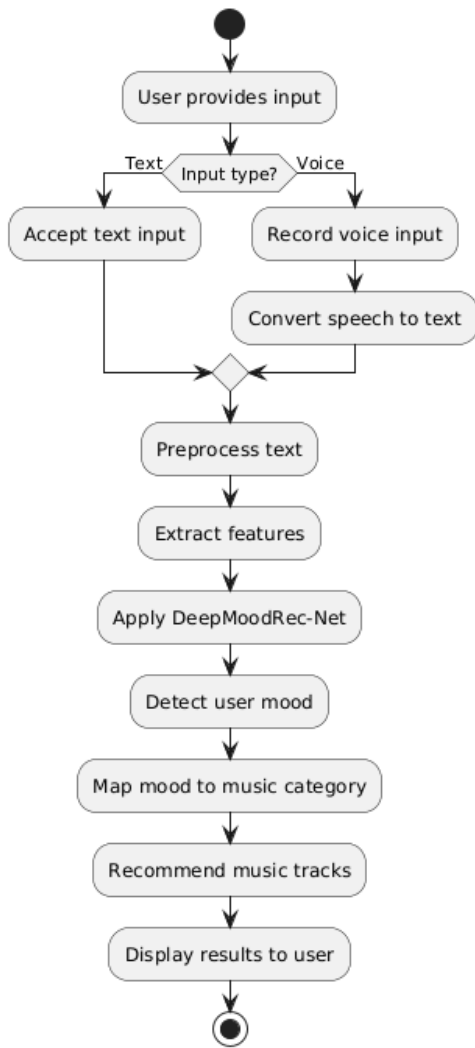 User provides input
Text
Input type?
Voice
Accept text input
Record voice input
Convert speech to text
Preprocess text
Extract features
Apply DeepMoodRec-Net
Detect user mood
Map mood to music category
Recommend music tracks
Display results to user